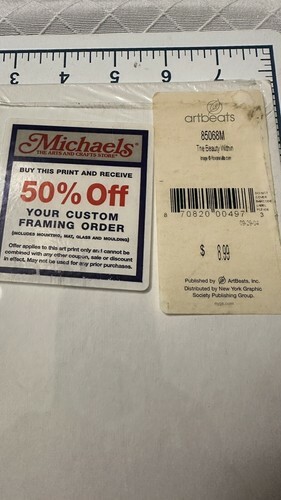 3 4 5 6 7
Michaels
THE ARTS AND CRAFTS STORE
BUY THIS PRINT AND RECEIVE
50% Off
YOUR CUSTOM
FRAMING ORDER
(INCLUDES MOUNTING, MAT, GLASS AND MOULDING)
Offer applies to this art print only and cannot be
combined with any other coupon, sale or discount
in effect. May not be used for any prior purchases.
artbeats
85068M
The Beauty Within
8 70820 00497 3
09-29-04
$ 8.99
Published by ArtBeats, Inc.
Distributed by New York Graphic
Society Publishing Group.